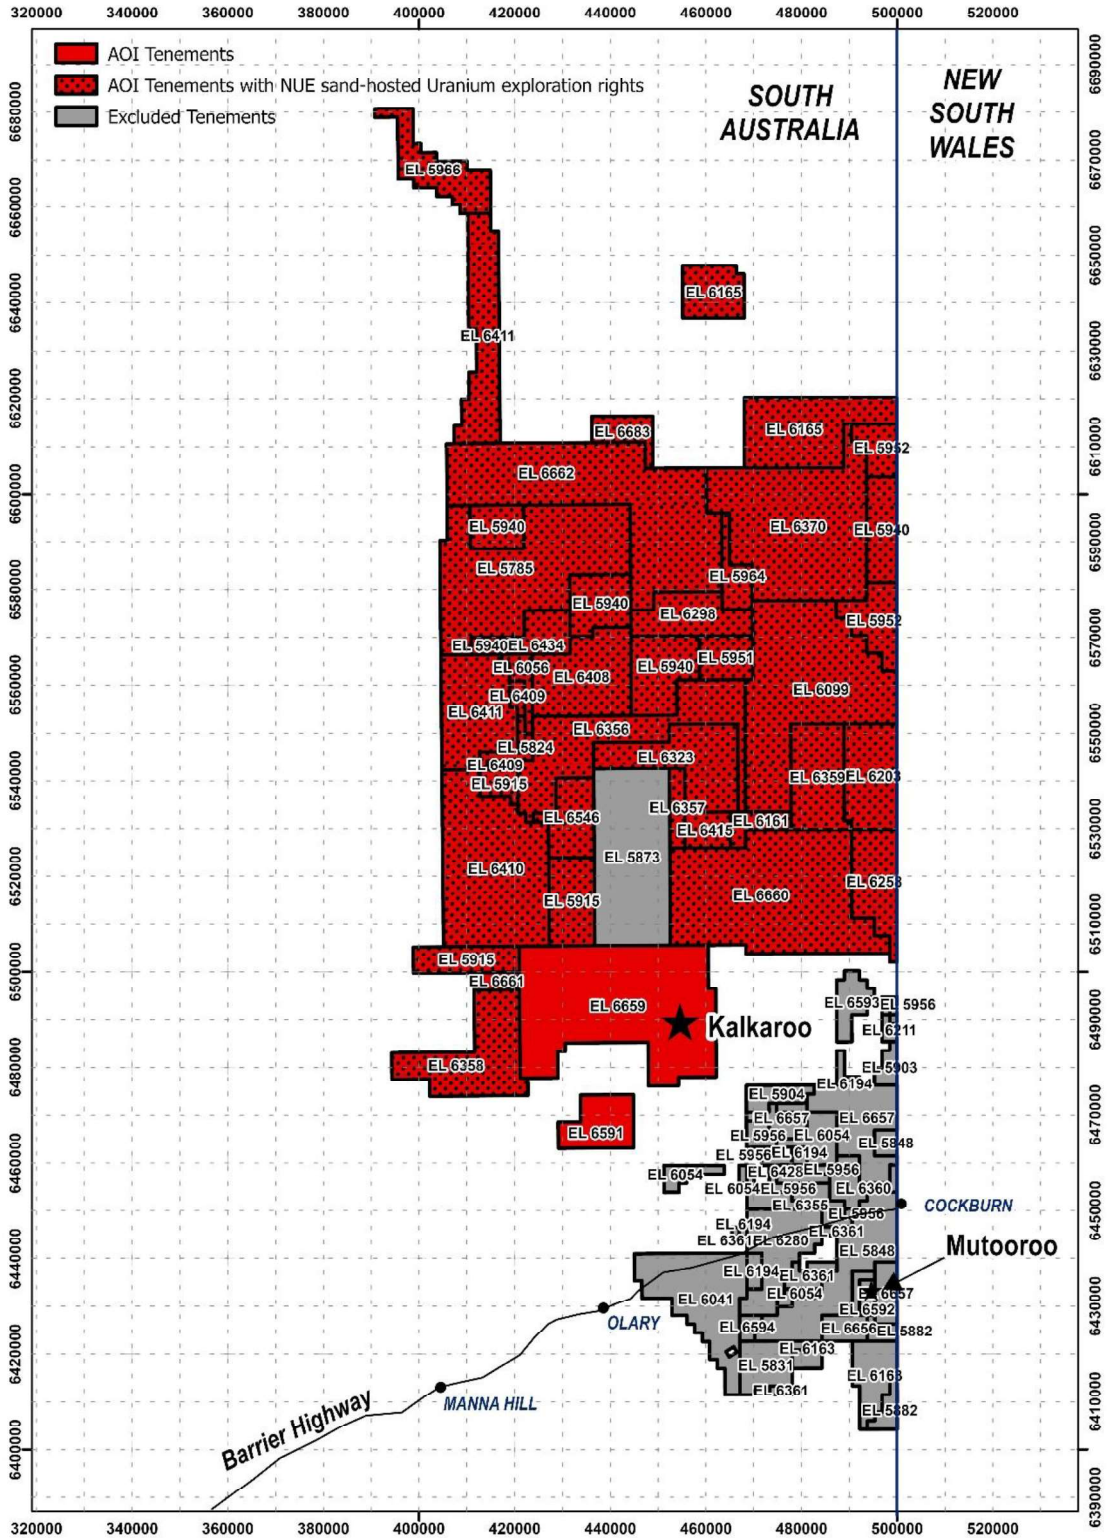 320000 340000 360000 380000 400000 420000 440000 460000 480000 500000 520000
AOI Tenements
AOI Tenements with NUE sand-hosted Uranium exploration rights
Excluded Tenements
SOUTH
AUSTRALIA
NEW
SOUTH
WALES
6680000
6660000
6640000
6620000
6600000
6580000
6560000
6540000
6520000
6500000
6480000
6460000
6440000
6420000
6400000
6690000
6670000
6650000
6630000
6610000
6590000
6570000
6550000
6530000
6510000
6490000
6470000
6450000
6430000
6410000
6390000
EL 5966
EL 6165
EL 6411
EL 6683
EL 6165
EL 5952
EL 6662
EL 5940
EL 6370
EL 5940
EL 5785
EL 5964
EL 5940
EL 6298
EL 5952
EL 5940
EL 6434
EL 6056
EL 6408
EL 5940
EL 5951
EL 6409
EL 6099
EL 6411
EL 6356
EL 5824
EL 6323
EL 6409
EL 5915
EL 6359
EL 6203
EL 6357
EL 6546
EL 6161
EL 6415
EL 5873
EL 6410
EL 5915
EL 6660
EL 6258
EL 5915
EL 6661
EL 6659
Kalkaroo
EL 6593
EL 5956
EL 6211
EL 6358
EL 5903
EL 6194
EL 5904
EL 6657
EL 6657
EL 6591
EL 5956
EL 6054
EL 5848
EL 5956
EL 6194
EL 6054
EL 6428
EL 5956
EL 6054
EL 5956
EL 6360
EL 6355
EL 5956
COCKBURN
EL 6194
EL 6361
EL 6361
EL 6280
EL 5848
Mutooroo
EL 6194
EL 6361
EL 6041
EL 6054
EL 6657
EL 6592
OLARY
EL 6594
EL 6656
EL 5882
EL 6163
EL 5831
EL 6163
EL 6361
EL 5882
MANNA HILL
Barrier Highway
320000 340000 360000 380000 400000 420000 440000 460000 480000 500000 520000